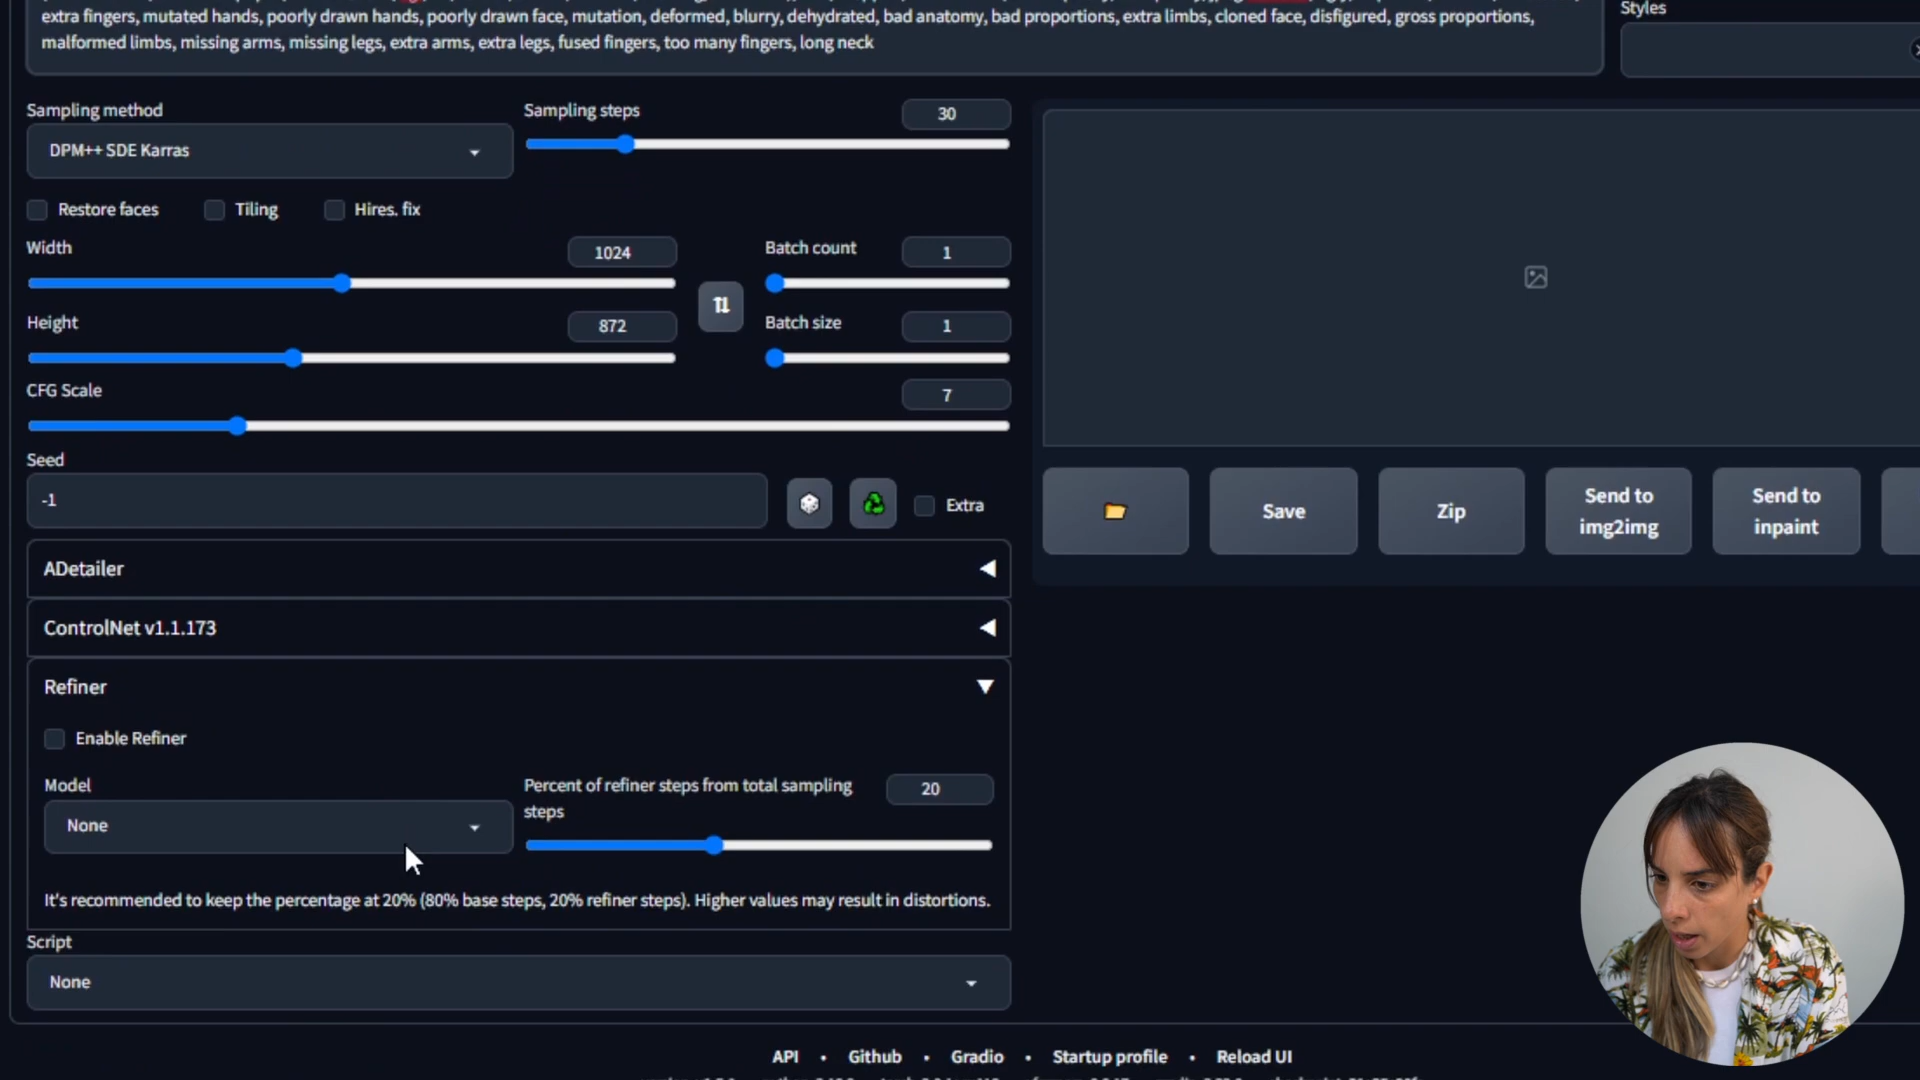 Styles
extra fingers, mutated hands, poorly drawn hands, poorly drawn face, mutation, deformed, blurry, dehydrated, bad anatomy, bad proportions, extra limbs, cloned face, disfigured, gross proportions,
malformed limbs, missing arms, missing legs, extra arms, extra legs, fused fingers, too many fingers, long neck
Sampling method
Sampling steps
30
DPM++ SDE Karras
Restore faces
Tiling
Hires. fix
Width
1024
Batch count
1
Height
872
Batch size
1
CFG Scale
7
Seed
-1
Extra
Save
Zip
Send to
img2img
Send to
inpaint
ADetailer
ControlNet v1.1.173
Refiner
Enable Refiner
Model
None
Percent of refiner steps from total sampling
steps
20
It's recommended to keep the percentage at 20% (80% base steps, 20% refiner steps). Higher values may result in distortions.
Script
None
API • Github • Gradio • Startup profile • Reload UI